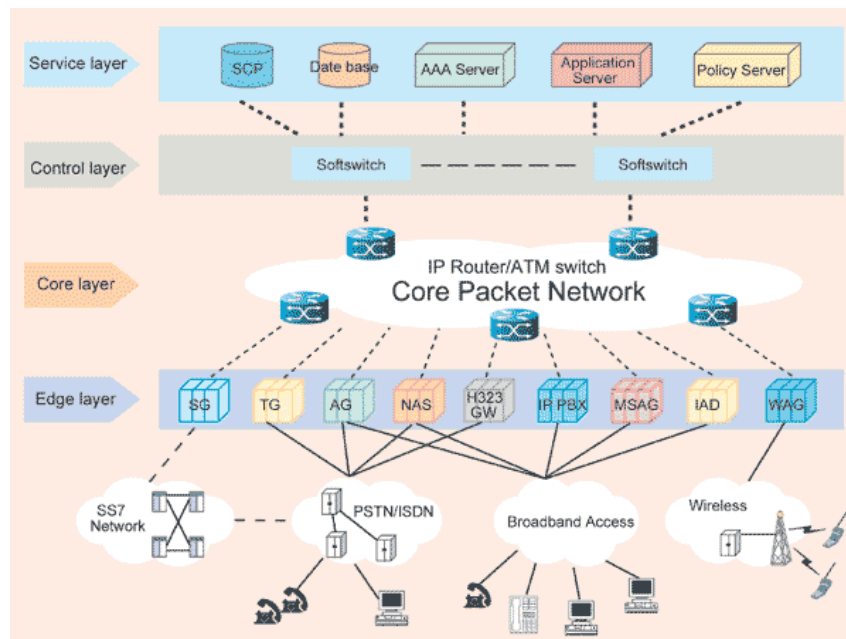 Service layer
SCP
Date base
AAA Server
Application
Server
Policy Server
Control layer
Softswitch
Softswitch
Core layer
IP Router/ATM switch
Core Packet Network
Edge layer
SG
TG
AG
NAS
H323
GW
IP PBX
MSAG
IAD
WAG
SS7
Network
PSTN/ISDN
Broadband Access
Wireless